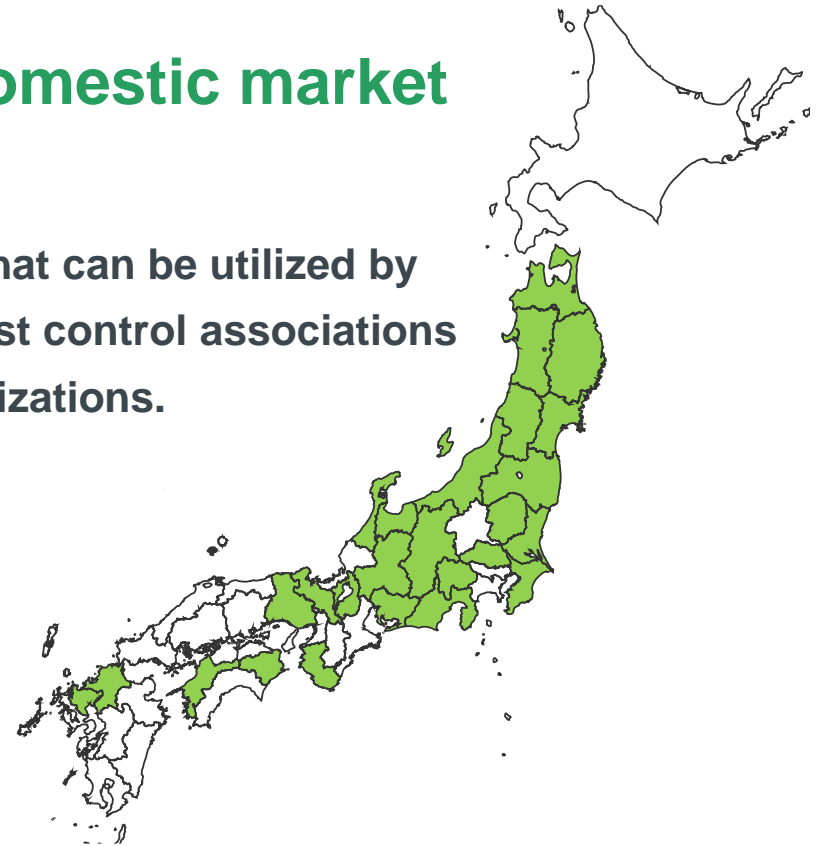 omestic market
hat can be utilized by
st control associations
izations.